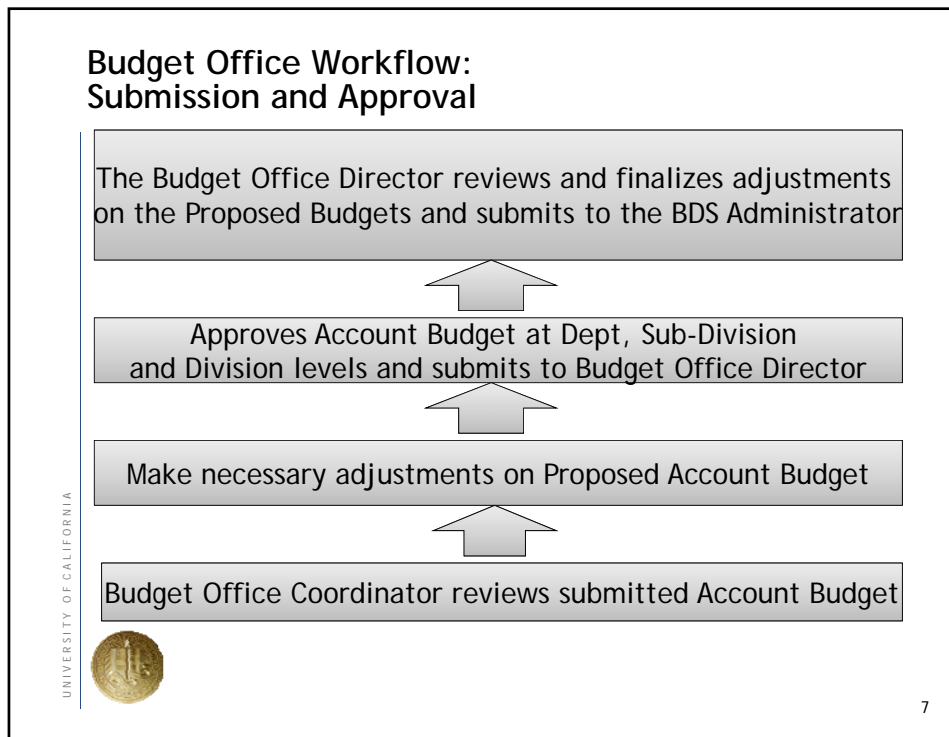 Budget Office Workflow:
Submission and Approval
The Budget Office Director reviews and finalizes adjustments
on the Proposed Budgets and submits to the BDS Administrator
Approves Account Budget at Dept, Sub-Division
and Division levels and submits to Budget Office Director
Make necessary adjustments on Proposed Account Budget
Budget Office Coordinator reviews submitted Account Budget
UNIVERSITY OF CALIFORNIA
7